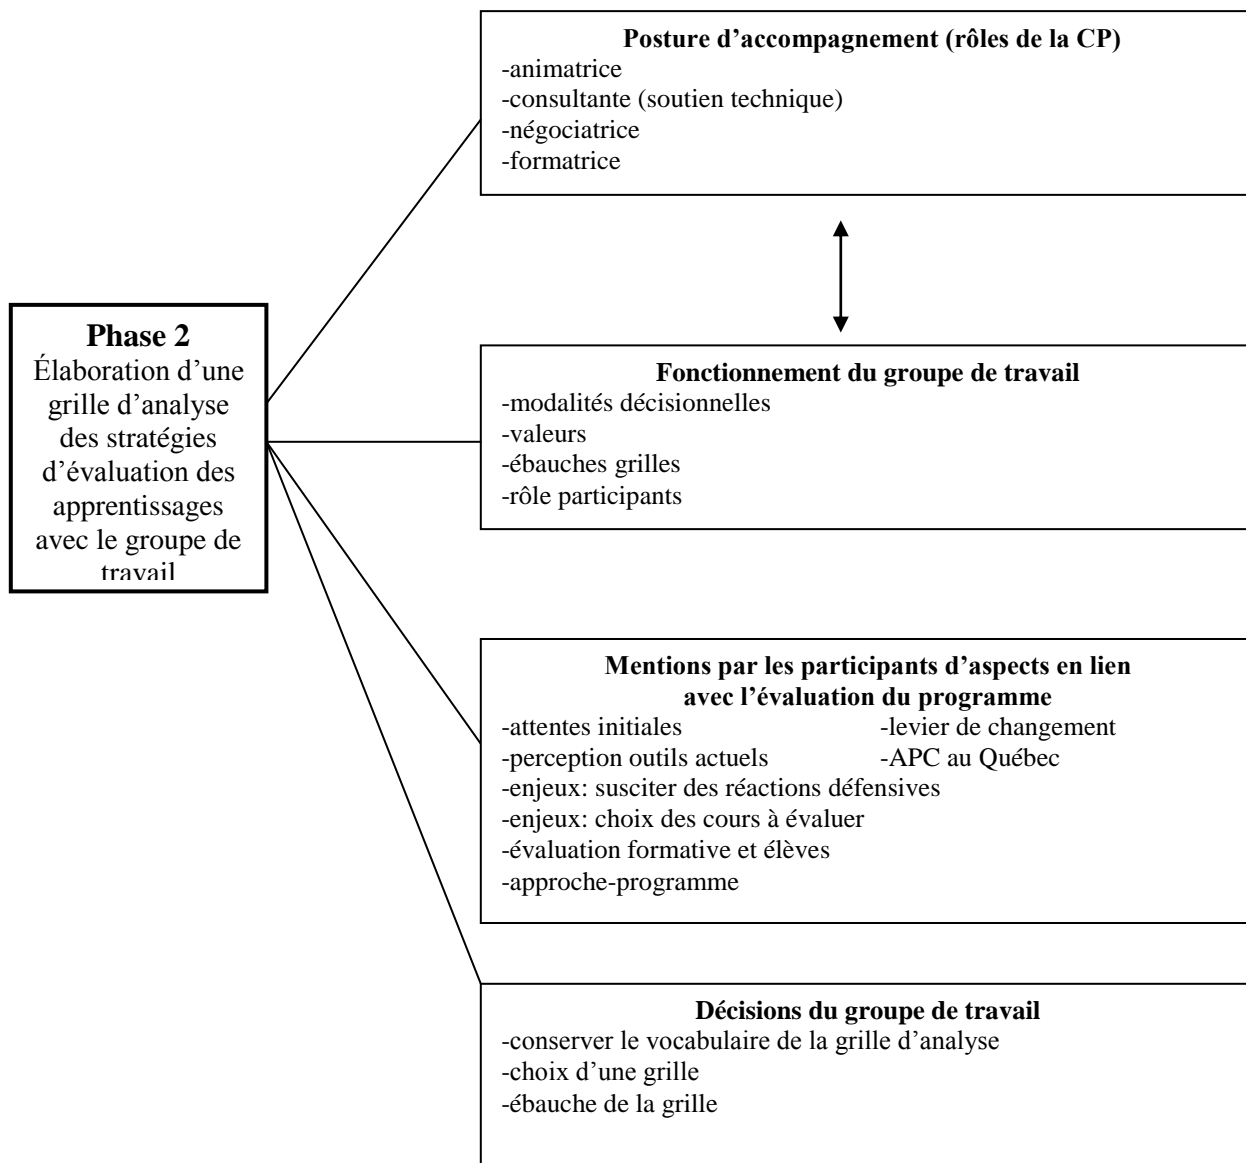 Posture d’accompagnement (rôles de la CP)
-animatrice
-consultante (soutien technique)
-négociatrice
-formatrice
Phase 2
Élaboration d’une
grille d’analyse
des stratégies
d’évaluation des
apprentissages
avec le groupe de
travail
Fonctionnement du groupe de travail
-modalités décisionnelles
-valeurs
-ébauches grilles
-rôle participants
Mentions par les participants d’aspects en lien
avec l’évaluation du programme
-attentes initiales -levier de changement
-perception outils actuels -APC au Québec
-enjeux: susciter des réactions défensives
-enjeux: choix des cours à évaluer
-évaluation formative et élèves
-approche-programme
Décisions du groupe de travail
-conserver le vocabulaire de la grille d’analyse
-choix d’une grille
-ébauche de la grille